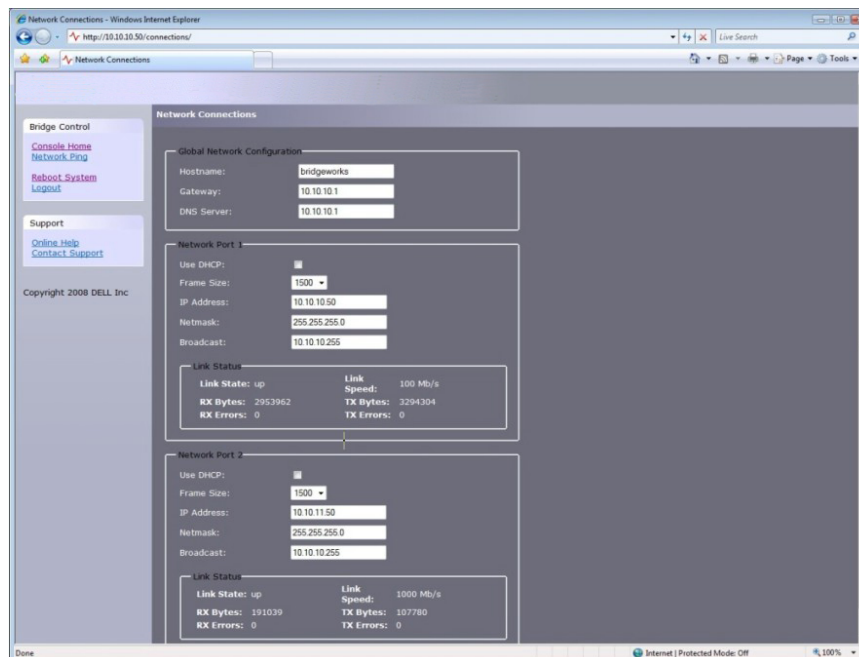 Network Connections - Windows Internet Explorer
http://10.10.10.50/connections/
Live Search
Network Connections
Page
Tools
Network Connections
Bridge Control
Console Home
Network Ping
Reboot System
Logout
Support
Online Help
Contact Support
Copyright 2008 DELL Inc
Global Network Configuration
Hostname: bridgeworks
Gateway: 10.10.10.1
DNS Server: 10.10.10.1
Network Port 1
Use DHCP:
Frame Size: 1500
IP Address: 10.10.10.50
Netmask: 255.255.255.0
Broadcast: 10.10.10.255
Link Status
Link State: up Link Speed: 100 Mb/s
RX Bytes: 2953962 TX Bytes: 3294304
RX Errors: 0 TX Errors: 0
Network Port 2
Use DHCP:
Frame Size: 1500
IP Address: 10.10.11.50
Netmask: 255.255.255.0
Broadcast: 10.10.10.255
Link Status
Link State: up Link Speed: 1000 Mb/s
RX Bytes: 191039 TX Bytes: 107780
RX Errors: 0 TX Errors: 0
Done
Internet | Protected Mode: Off
100%